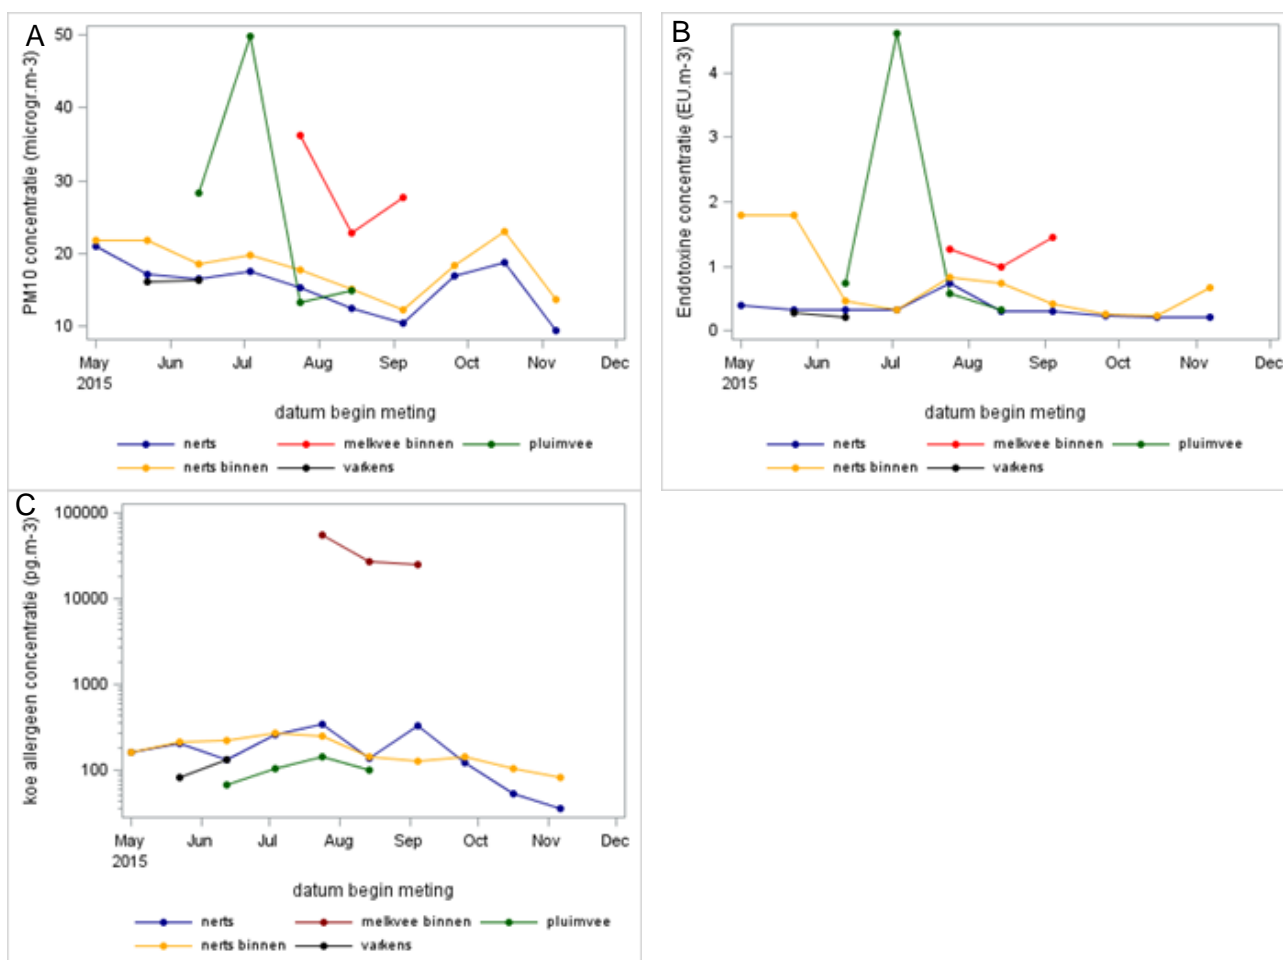 A
PM10 concentratie (microgr.m-3)
50
40
30
20
10
May Jun Jul Aug Sep Oct Nov Dec
2015
datum begin meting
nerts melkvee binnen pluimvee
nerts binnen varkens
B
Endotoxine concentratie (EU.m-3)
4
3
2
1
0
May Jun Jul Aug Sep Oct Nov Dec
2015
datum begin meting
nerts melkvee binnen pluimvee
nerts binnen varkens
C
koe allergeen concentratie (pg.m-3)
100000
10000
1000
100
May Jun Jul Aug Sep Oct Nov Dec
2015
datum begin meting
nerts melkvee binnen pluimvee
nerts binnen varkens